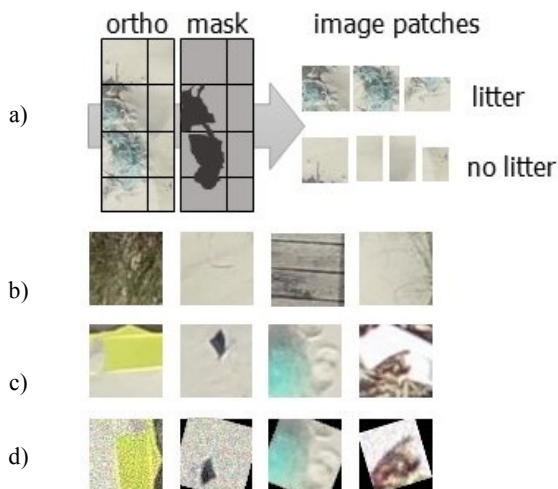 ortho mask image patches
a)
litter
no litter
b)
c)
d)